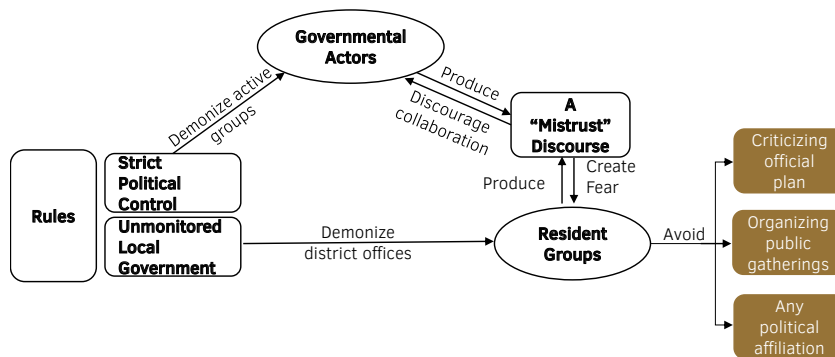 Governmental
Actors
Demonize active
groups
Produce
Discourage
collaboration
A
“Mistrust”
Discourse
Rules
Strict
Political
Control
Unmonitored
Local
Government
Demonize
district offices
Produce
Create
Fear
Resident
Groups
Avoid
Criticizing
official
plan
Organizing
public
gatherings
Any
political
affiliation